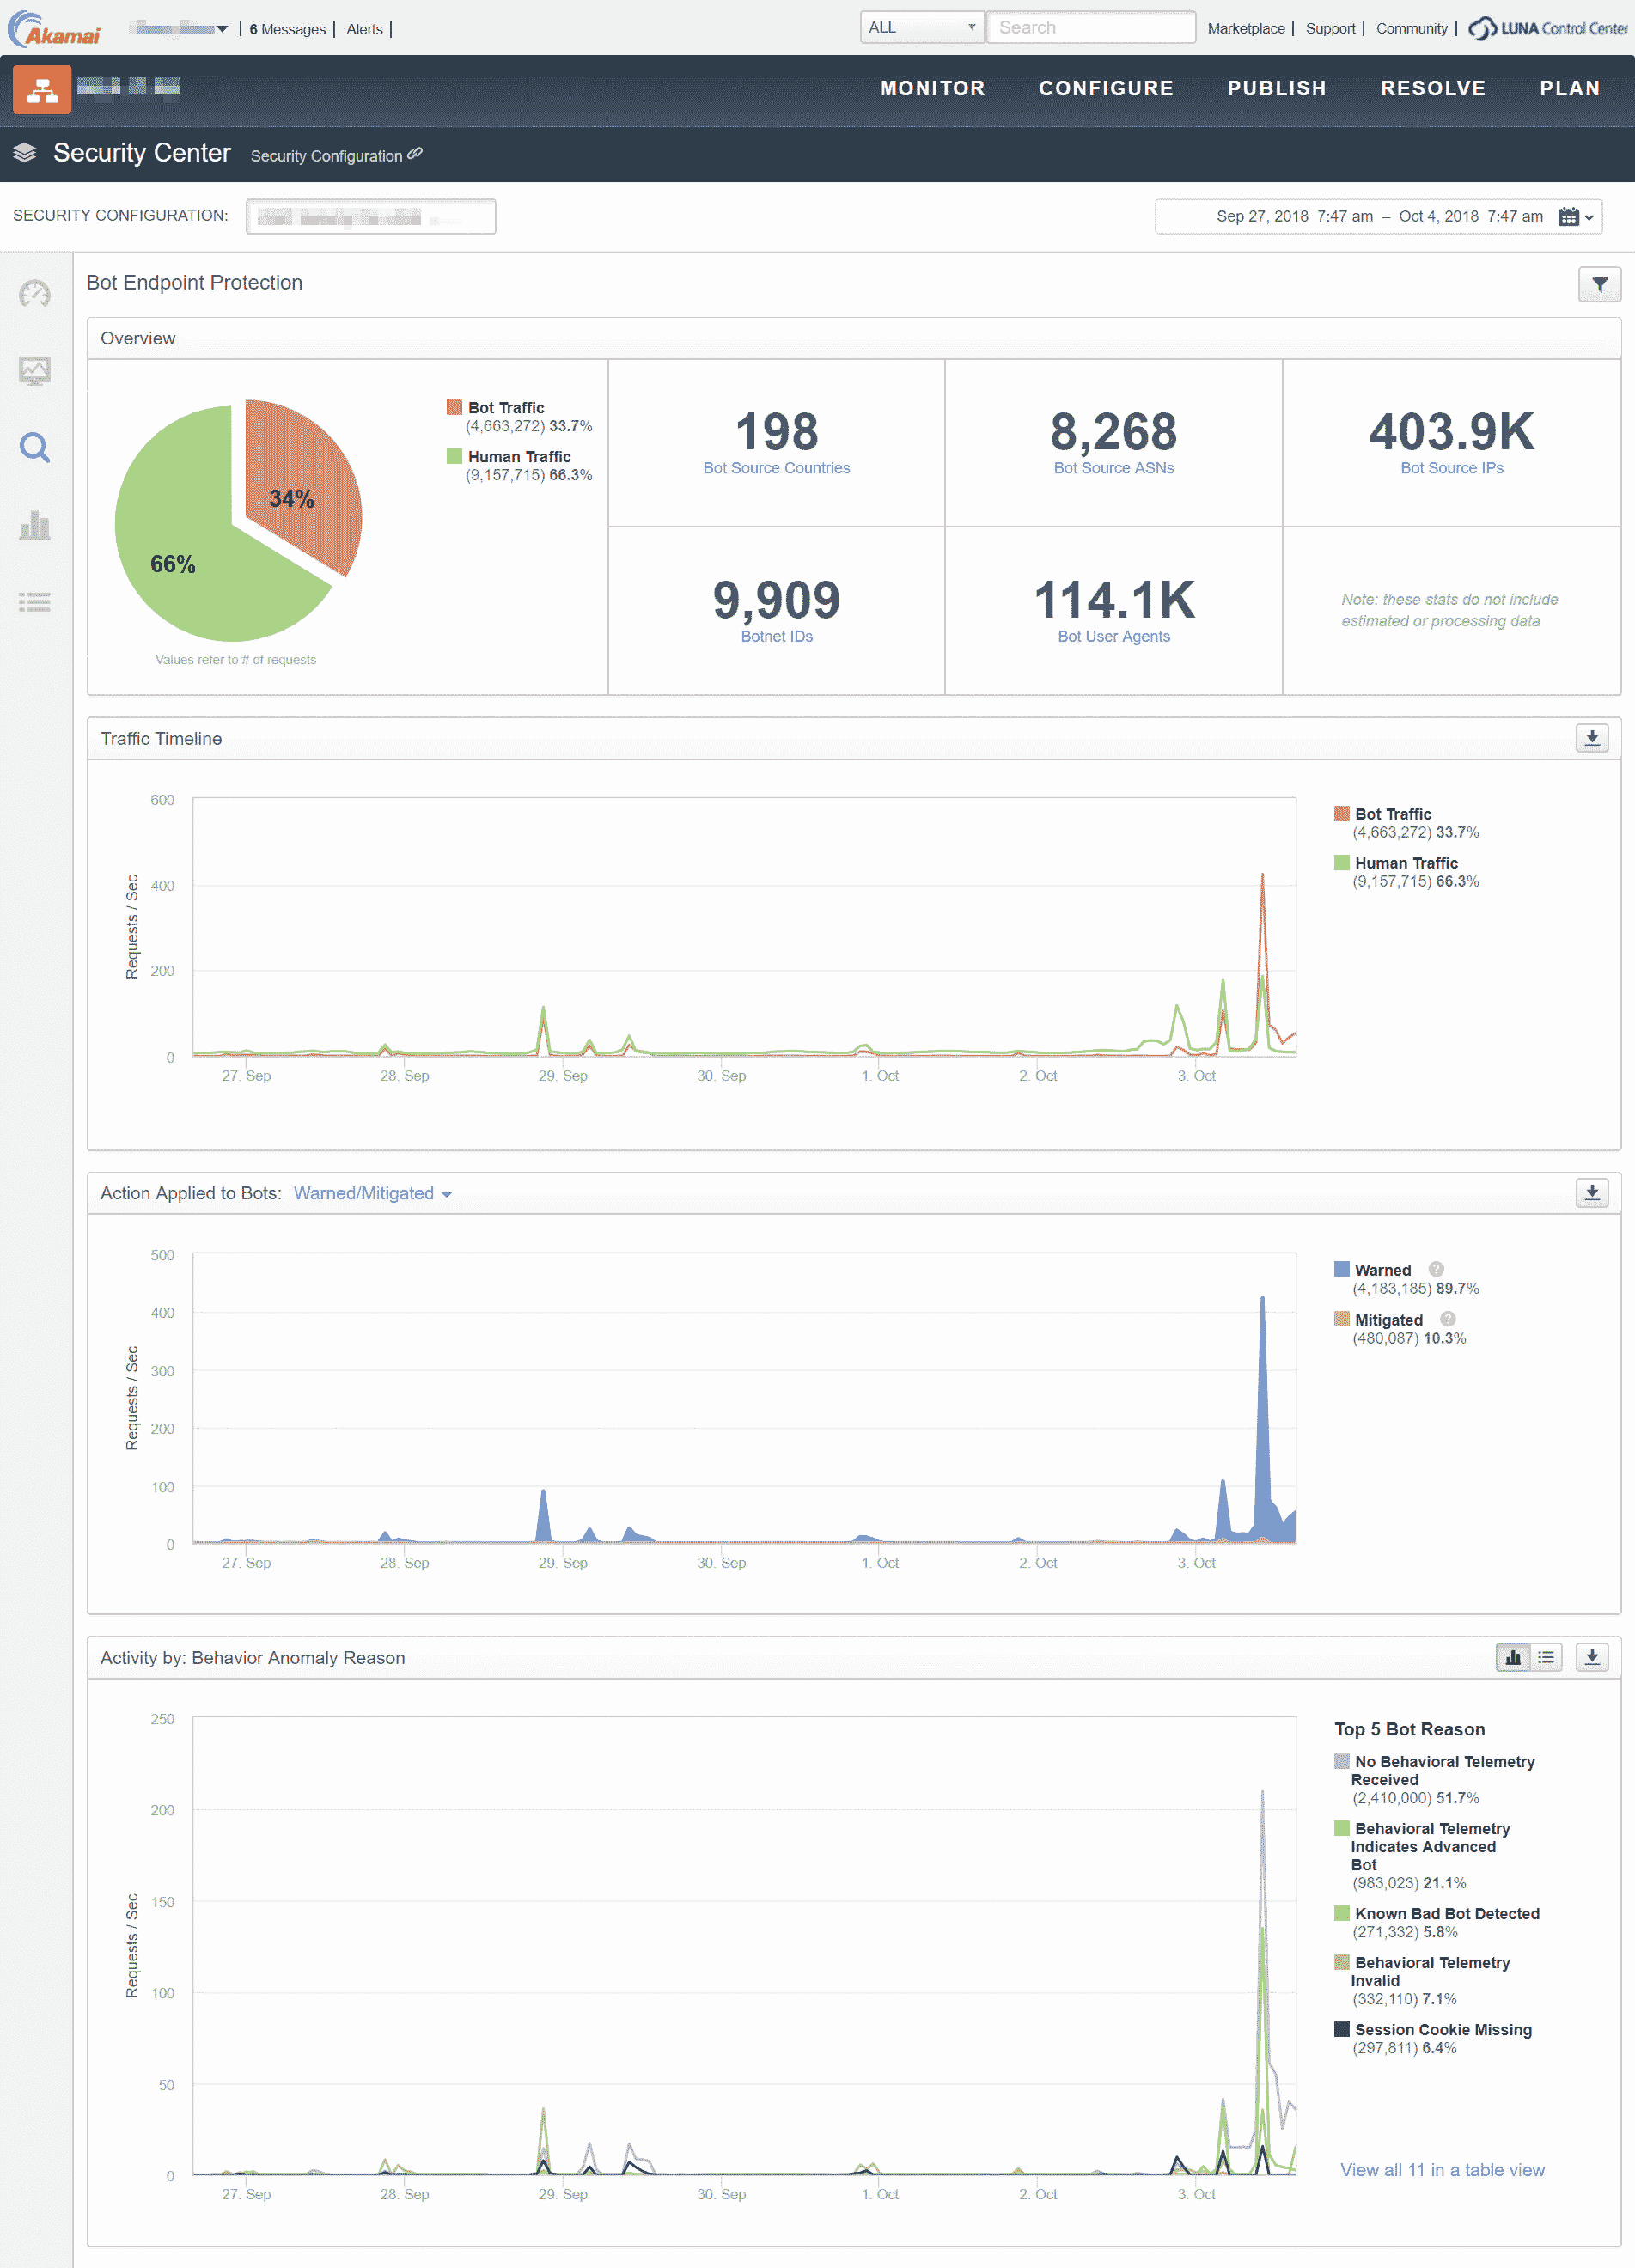 Akamai
6 Messages | Alerts |
ALL
Search
Marketplace | Support | Community |
LUNA Control Center
MONITOR CONFIGURE PUBLISH RESOLVE PLAN
Security Center Security Configuration
SECURITY CONFIGURATION:
Sep 27, 2018 7:47 am – Oct 4, 2018 7:47 am
Bot Endpoint Protection
Overview
34%
66%
Values refer to # of requests
Bot Traffic
(4,663,272) 33.7%
Human Traffic
(9,157,715) 66.3%
198
Bot Source Countries
8,268
Bot Source ASNs
403.9K
Bot Source IPs
9,909
Botnet IDs
114.1K
Bot User Agents
Note: these stats do not include
estimated or processing data
Traffic Timeline
Requests / Sec
600
400
200
0
27. Sep 28. Sep 29. Sep 30. Sep 1. Oct 2. Oct 3. Oct
Bot Traffic
(4,663,272) 33.7%
Human Traffic
(9,157,715) 66.3%
Action Applied to Bots: Warned/Mitigated
Requests / Sec
500
400
300
200
100
0
27. Sep 28. Sep 29. Sep 30. Sep 1. Oct 2. Oct 3. Oct
Warned ?
(4,183,185) 89.7%
Mitigated ?
(480,087) 10.3%
Activity by: Behavior Anomaly Reason
Requests / Sec
250
200
150
100
50
0
27. Sep 28. Sep 29. Sep 30. Sep 1. Oct 2. Oct 3. Oct
Top 5 Bot Reason
No Behavioral Telemetry
Received
(2,410,000) 51.7%
Behavioral Telemetry
Indicates Advanced
Bot
(983,023) 21.1%
Known Bad Bot Detected
(271,332) 5.8%
Behavioral Telemetry
Invalid
(332,110) 7.1%
Session Cookie Missing
(297,811) 6.4%
View all 11 in a table view